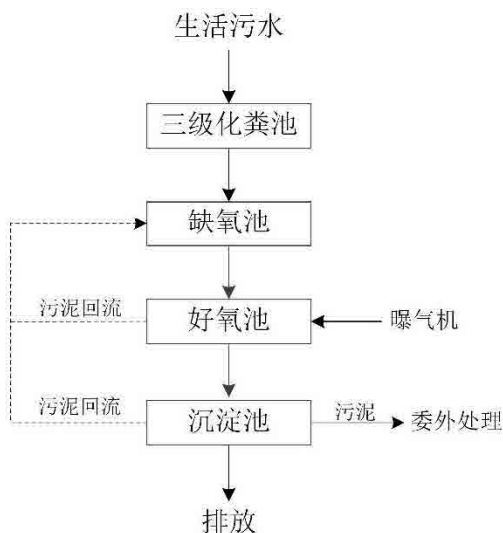 生活污水
三级化粪池
缺氧池
污泥回流
好氧池
曝气机
污泥回流
沉淀池
污泥
委外处理
排放